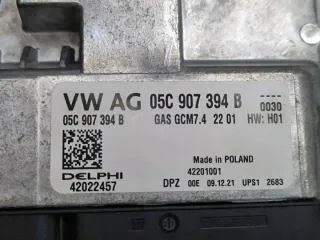 VW AG 05C 907 394 B 0030
05C 907 394 B GAS GCM7.4 22 01 HW: H01
Made in POLAND
DELPHI 42201001
42022457 DPZ 00E 09.12.21 UPS1 2683